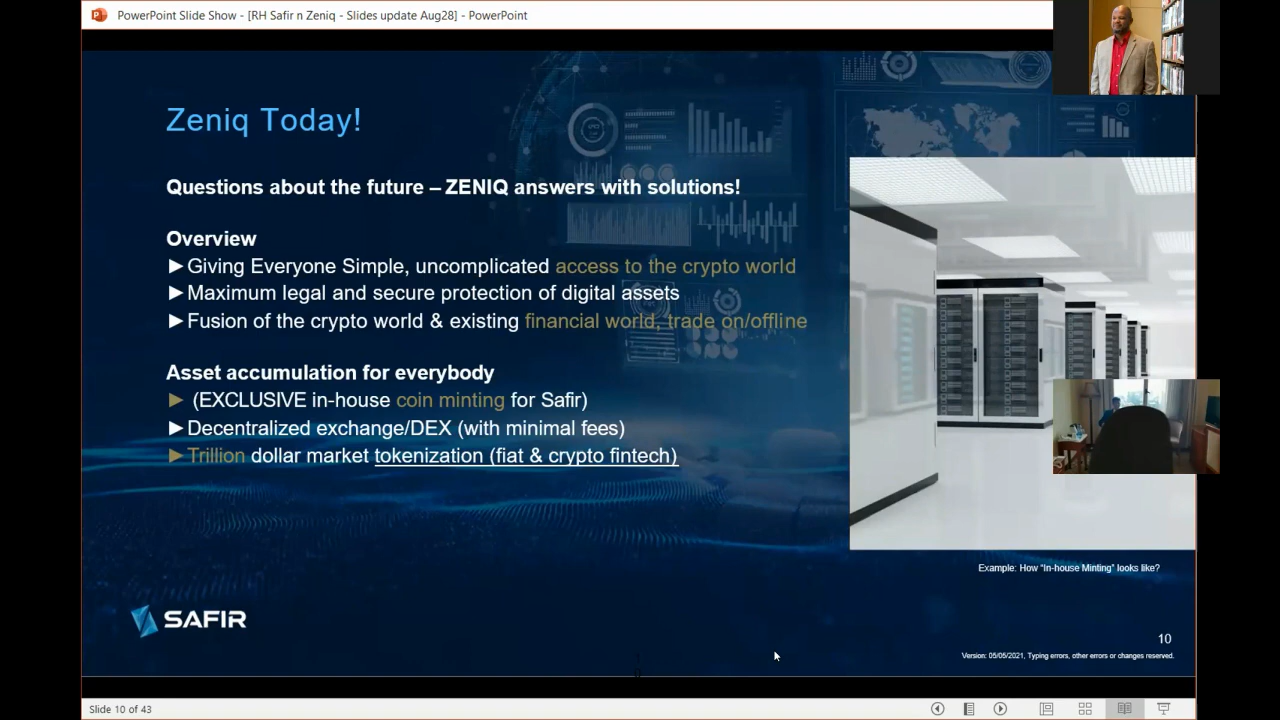 PowerPoint Slide Show - [RH Safir n Zeniq - Slides update Aug28] - PowerPoint
Zeniq Today!
Questions about the future – ZENIQ answers with solutions!
Overview
►Giving Everyone Simple, uncomplicated access to the crypto world
►Maximum legal and secure protection of digital assets
►Fusion of the crypto world & existing financial world, trade on/offline
Asset accumulation for everybody
► (EXCLUSIVE in-house coin minting for Safir)
►Decentralized exchange/DEX (with minimal fees)
►Trillion dollar market tokenization (fiat & crypto fintech)
Example: How "In-house Minting" looks like?
SAFIR
10
Version: 05/05/2021, Typing errors, other errors or changes reserved.
Slide 10 of 43